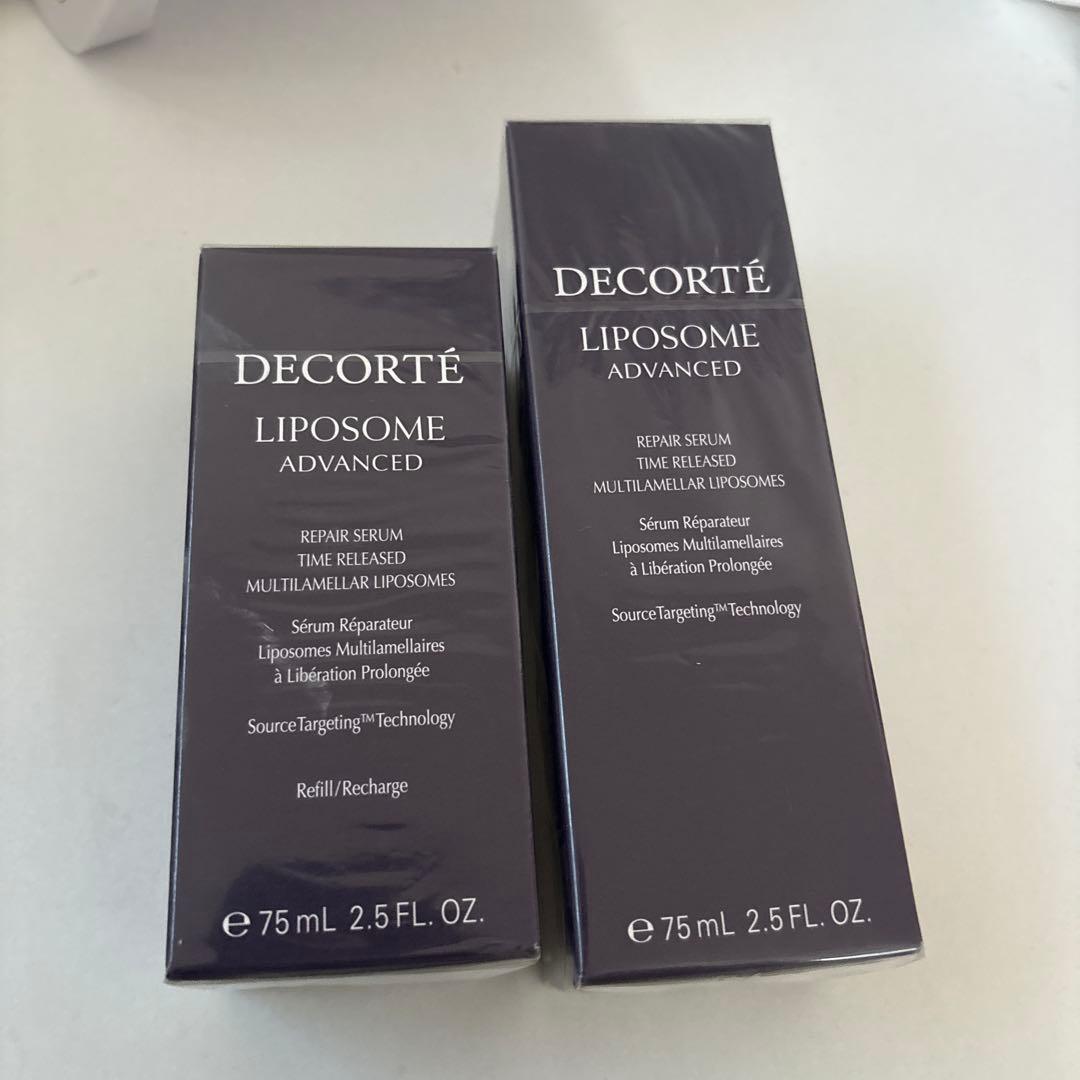 DECORTÉ
LIPOSOME
ADVANCED
REPAIR SERUM
TIME RELEASED
MULTILAMELLAR LIPOSOMES
Sérum Réparateur
Liposomes Multilamellaires
à Libération Prolongée
SourceTargeting™Technology
Refill/Recharge
℮ 75 mL 2.5 FL. OZ.
DECORTÉ
LIPOSOME
ADVANCED
REPAIR SERUM
TIME RELEASED
MULTILAMELLAR LIPOSOMES
Sérum Réparateur
Liposomes Multilamellaires
à Libération Prolongée
SourceTargeting™Technology
℮ 75 mL 2.5 FL. OZ.